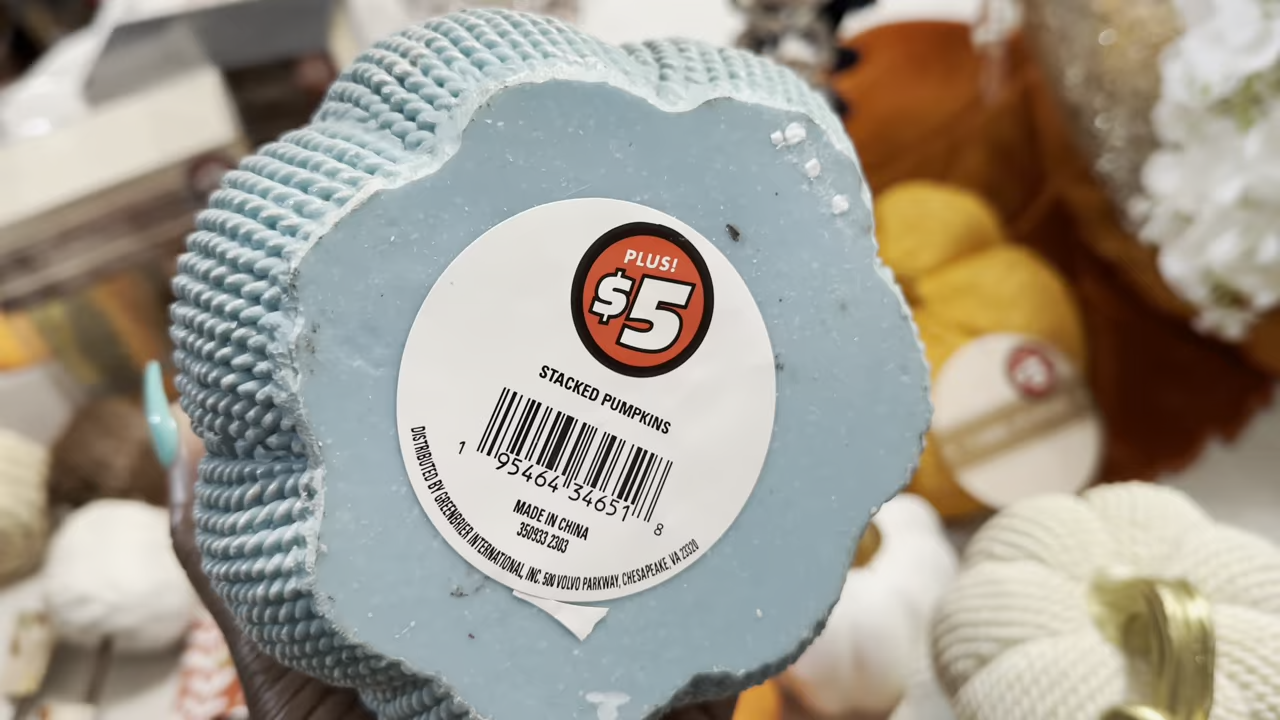 PLUS!
$5
STACKED PUMPKINS
1 95464 34651 8
MADE IN CHINA
350933 2303
DISTRIBUTED BY GREENBRIER INTERNATIONAL, INC. 500 VOLVO PARKWAY, CHESAPEAKE, VA 23320